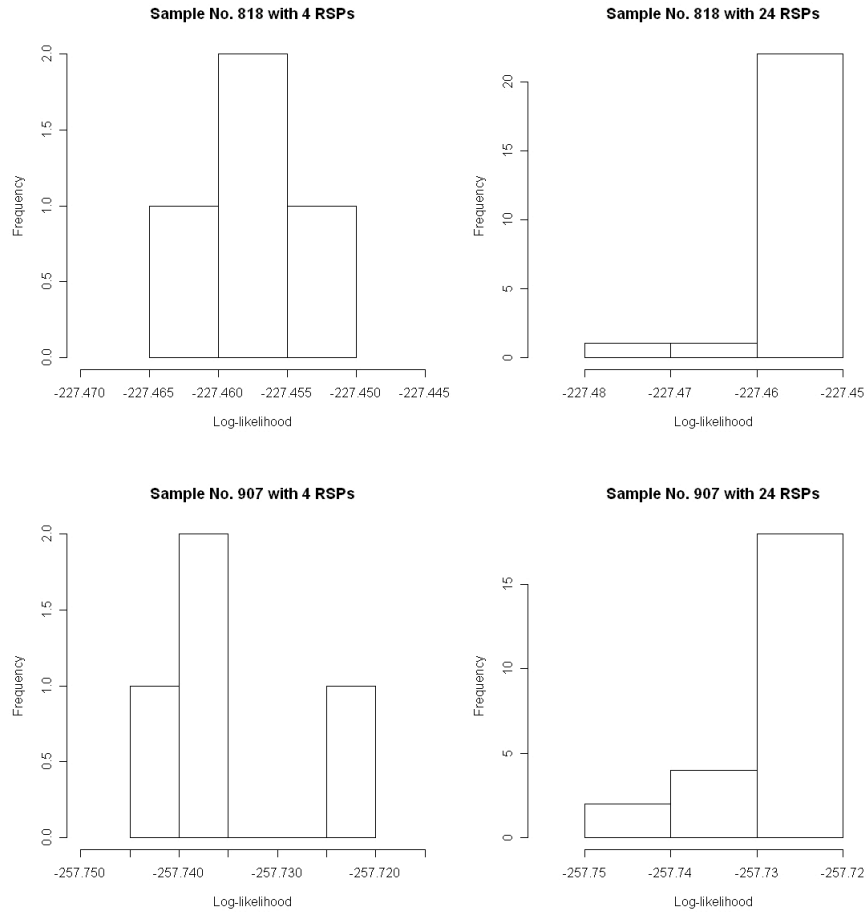 Sample No. 818 with 4 RSPs
Frequency
2.0
1.5
1.0
0.5
0.0
-227.470 -227.465 -227.460 -227.455 -227.450 -227.445
Log-likelihood
Sample No. 818 with 24 RSPs
Frequency
20
15
10
5
0
-227.48 -227.47 -227.46 -227.45
Log-likelihood
Sample No. 907 with 4 RSPs
Frequency
2.0
1.5
1.0
0.5
0.0
-257.750 -257.740 -257.730 -257.720
Log-likelihood
Sample No. 907 with 24 RSPs
Frequency
15
10
5
0
-257.75 -257.74 -257.73 -257.72
Log-likelihood